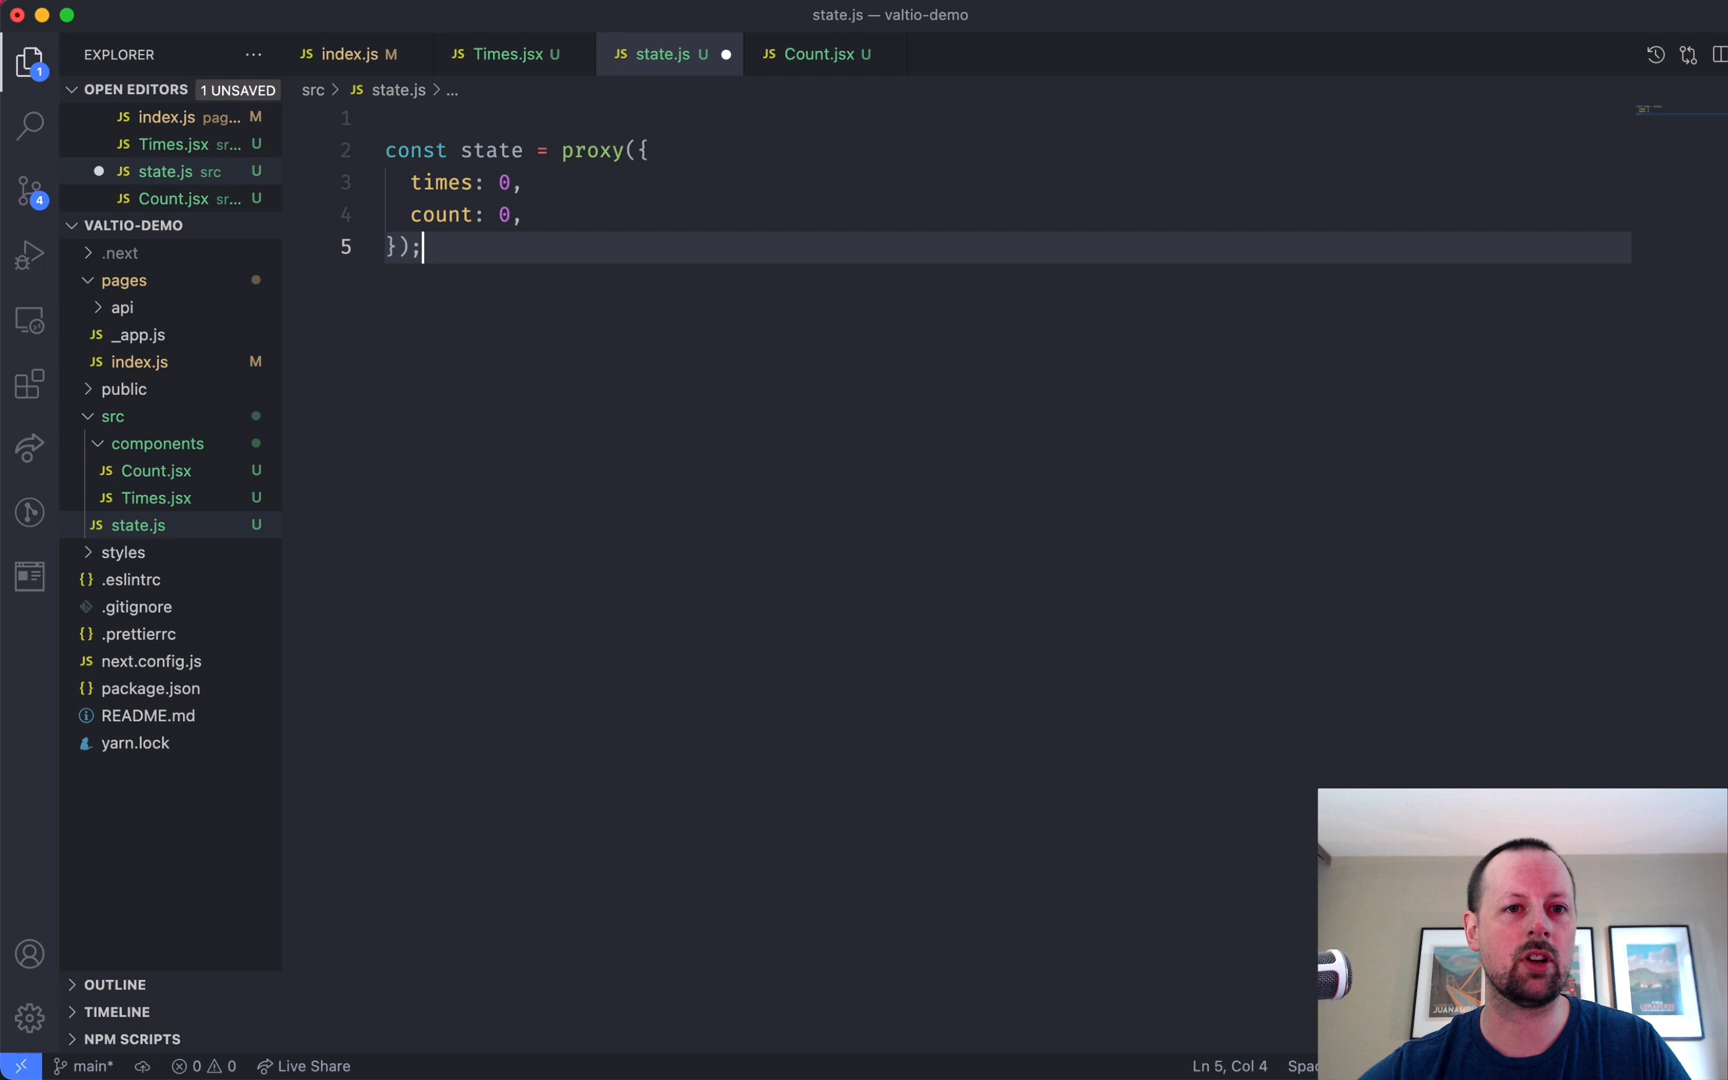 state.js — valtio-demo
EXPLORER ···
JS index.js M
JS Times.jsx U
JS state.js U
JS Count.jsx U
OPEN EDITORS 1 UNSAVED
JS index.js pag... M
JS Times.jsx sr... U
JS state.js src U
JS Count.jsx sr... U
VALTIO-DEMO
.next
pages
api
JS _app.js
JS index.js M
public
src
components
JS Count.jsx U
JS Times.jsx U
JS state.js U
styles
{} .eslintrc
.gitignore
{} .prettierrc
JS next.config.js
{} package.json
README.md
yarn.lock
OUTLINE
TIMELINE
NPM SCRIPTS
1
4
src > JS state.js > ...
1
2 const state = proxy({
3 times: 0,
4 count: 0,
5 });
main* 0 0 Live Share
Ln 5, Col 4 Spac